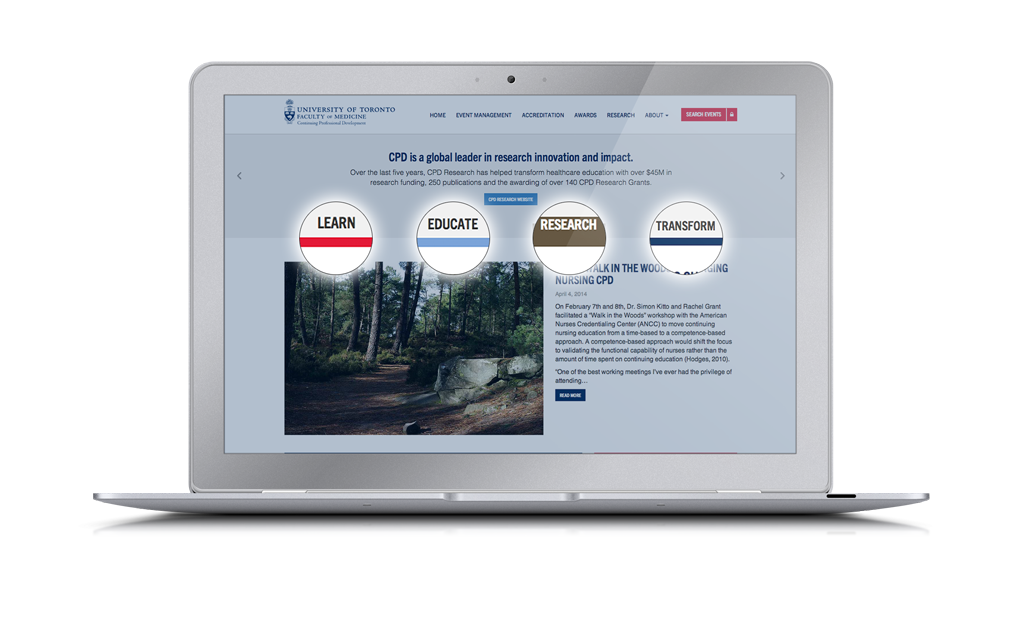 UNIVERSITY OF TORONTO
FACULTY OF MEDICINE
Continuing Professional Development
HOME EVENT MANAGEMENT ACCREDITATION AWARDS RESEARCH ABOUT SEARCH EVENTS
CPD is a global leader in research innovation and impact.
Over the last five years, CPD Research has helped transform healthcare education with over $45M in
research funding, 250 publications and the awarding of over 140 CPD Research Grants.
CPD RESEARCH WEBSITE
LEARN EDUCATE RESEARCH TRANSFORM
WALK IN THE WOODS
NURSING CPD
April 4, 2014
On February 7th and 8th, Dr. Simon Kitto and Rachel Grant
facilitated a "Walk in the Woods" workshop with the American
Nurses Credentialing Center (ANCC) to move continuing
nursing education from a time-based to a competence-based
approach. A competence-based approach would shift the focus
to validating the functional capability of nurses rather than the
amount of time spent on continuing education (Hodges, 2010).
"One of the best working meetings I've ever had the privilege of
attending...
READ MORE